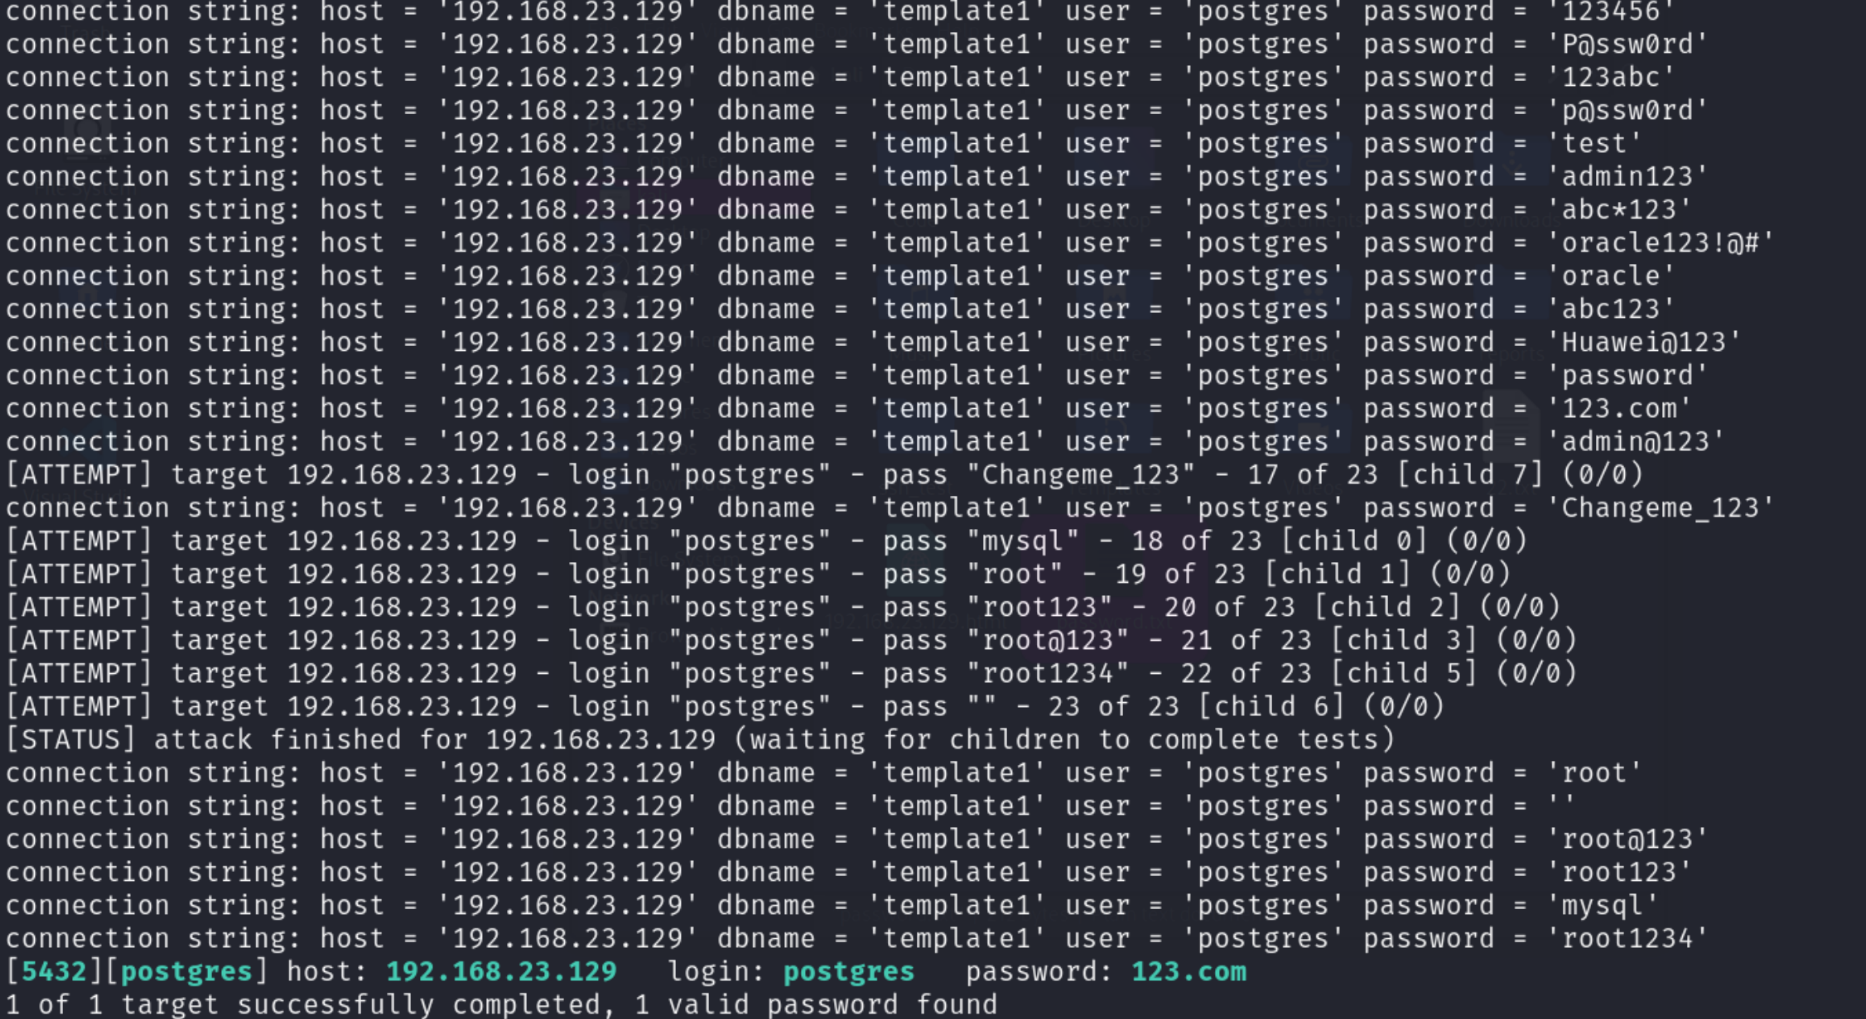 connection string: host = '192.168.23.129' dbname = 'template1' user = 'postgres' password = '123456'
connection string: host = '192.168.23.129' dbname = 'template1' user = 'postgres' password = 'P@ssw0rd'
connection string: host = '192.168.23.129' dbname = 'template1' user = 'postgres' password = '123abc'
connection string: host = '192.168.23.129' dbname = 'template1' user = 'postgres' password = 'p@ssw0rd'
connection string: host = '192.168.23.129' dbname = 'template1' user = 'postgres' password = 'test'
connection string: host = '192.168.23.129' dbname = 'template1' user = 'postgres' password = 'admin123'
connection string: host = '192.168.23.129' dbname = 'template1' user = 'postgres' password = 'abc*123'
connection string: host = '192.168.23.129' dbname = 'template1' user = 'postgres' password = 'oracle123!@#'
connection string: host = '192.168.23.129' dbname = 'template1' user = 'postgres' password = 'oracle'
connection string: host = '192.168.23.129' dbname = 'template1' user = 'postgres' password = 'abc123'
connection string: host = '192.168.23.129' dbname = 'template1' user = 'postgres' password = 'Huawei@123'
connection string: host = '192.168.23.129' dbname = 'template1' user = 'postgres' password = 'password'
connection string: host = '192.168.23.129' dbname = 'template1' user = 'postgres' password = '123.com'
connection string: host = '192.168.23.129' dbname = 'template1' user = 'postgres' password = 'admin@123'
[ATTEMPT] target 192.168.23.129 - login "postgres" - pass "Changeme_123" - 17 of 23 [child 7] (0/0)
connection string: host = '192.168.23.129' dbname = 'template1' user = 'postgres' password = 'Changeme_123'
[ATTEMPT] target 192.168.23.129 - login "postgres" - pass "mysql" - 18 of 23 [child 0] (0/0)
[ATTEMPT] target 192.168.23.129 - login "postgres" - pass "root" - 19 of 23 [child 1] (0/0)
[ATTEMPT] target 192.168.23.129 - login "postgres" - pass "root123" - 20 of 23 [child 2] (0/0)
[ATTEMPT] target 192.168.23.129 - login "postgres" - pass "root@123" - 21 of 23 [child 3] (0/0)
[ATTEMPT] target 192.168.23.129 - login "postgres" - pass "root1234" - 22 of 23 [child 5] (0/0)
[ATTEMPT] target 192.168.23.129 - login "postgres" - pass "" - 23 of 23 [child 6] (0/0)
[STATUS] attack finished for 192.168.23.129 (waiting for children to complete tests)
connection string: host = '192.168.23.129' dbname = 'template1' user = 'postgres' password = 'root'
connection string: host = '192.168.23.129' dbname = 'template1' user = 'postgres' password = ''
connection string: host = '192.168.23.129' dbname = 'template1' user = 'postgres' password = 'root@123'
connection string: host = '192.168.23.129' dbname = 'template1' user = 'postgres' password = 'root123'
connection string: host = '192.168.23.129' dbname = 'template1' user = 'postgres' password = 'mysql'
connection string: host = '192.168.23.129' dbname = 'template1' user = 'postgres' password = 'root1234'
[5432][postgres] host: 192.168.23.129   login: postgres   password: 123.com
1 of 1 target successfully completed, 1 valid password found